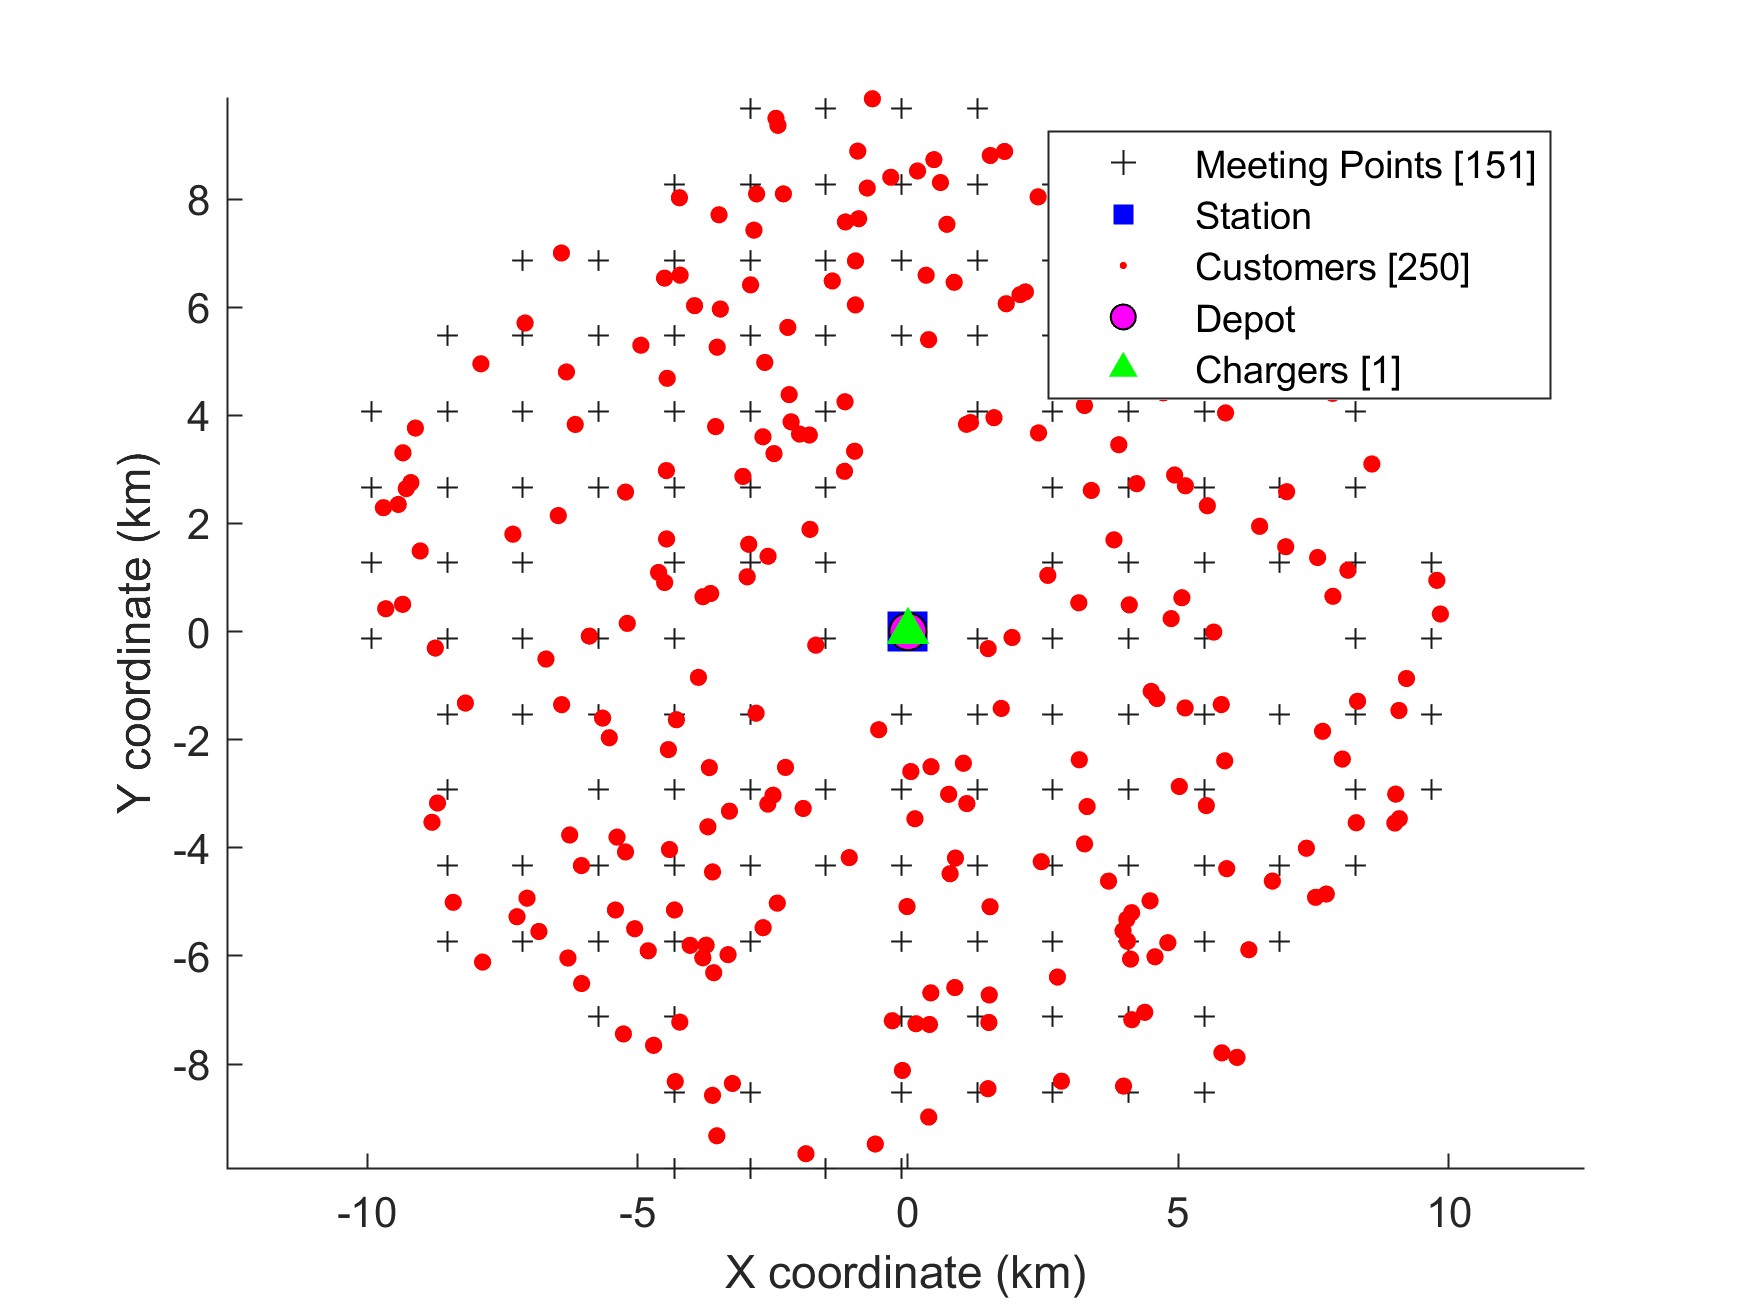 Meeting Points [151]
Station
Customers [250]
Depot
Chargers [1]
8
6
4
2
0
-2
-4
-6
-8
Y coordinate (km)
-10 -5 0 5 10
X coordinate (km)